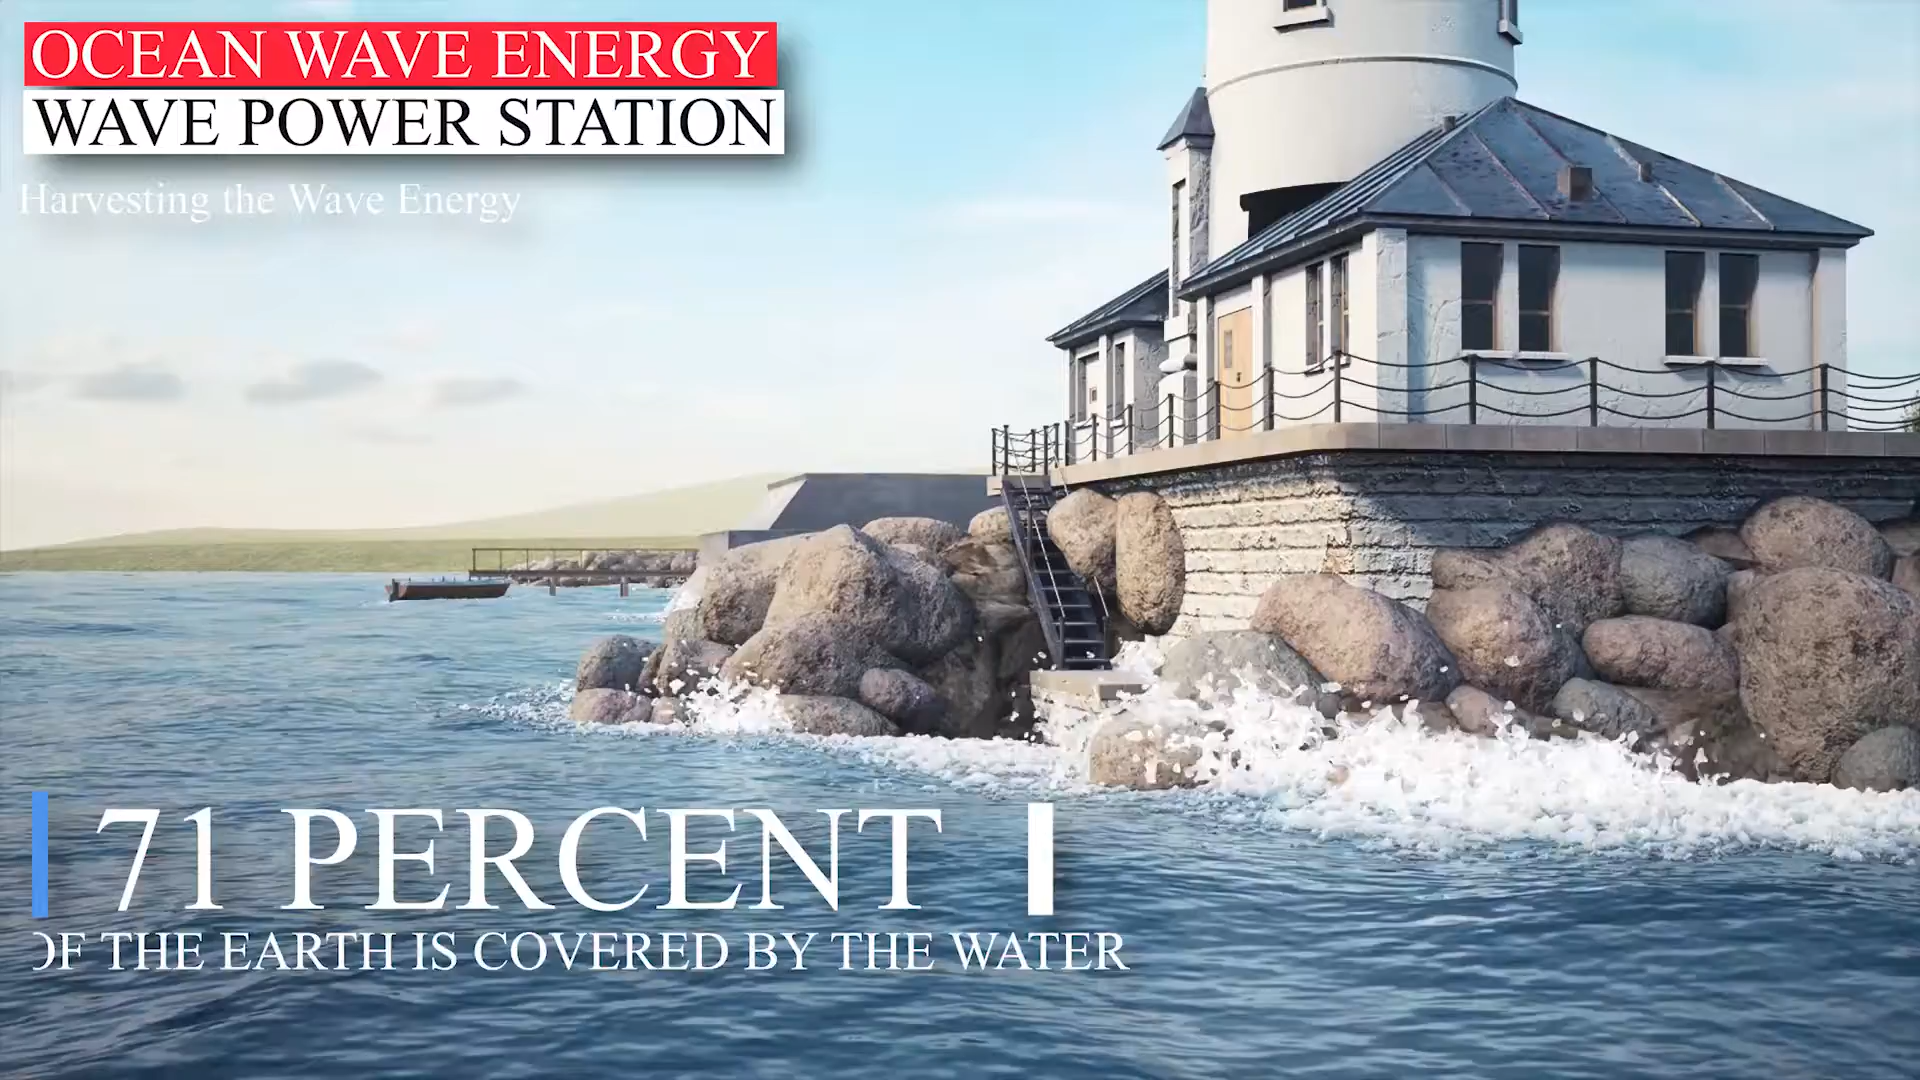 OCEAN WAVE ENERGY
WAVE POWER STATION
Harvesting the Wave Energy
71 PERCENT
OF THE EARTH IS COVERED BY THE WATER